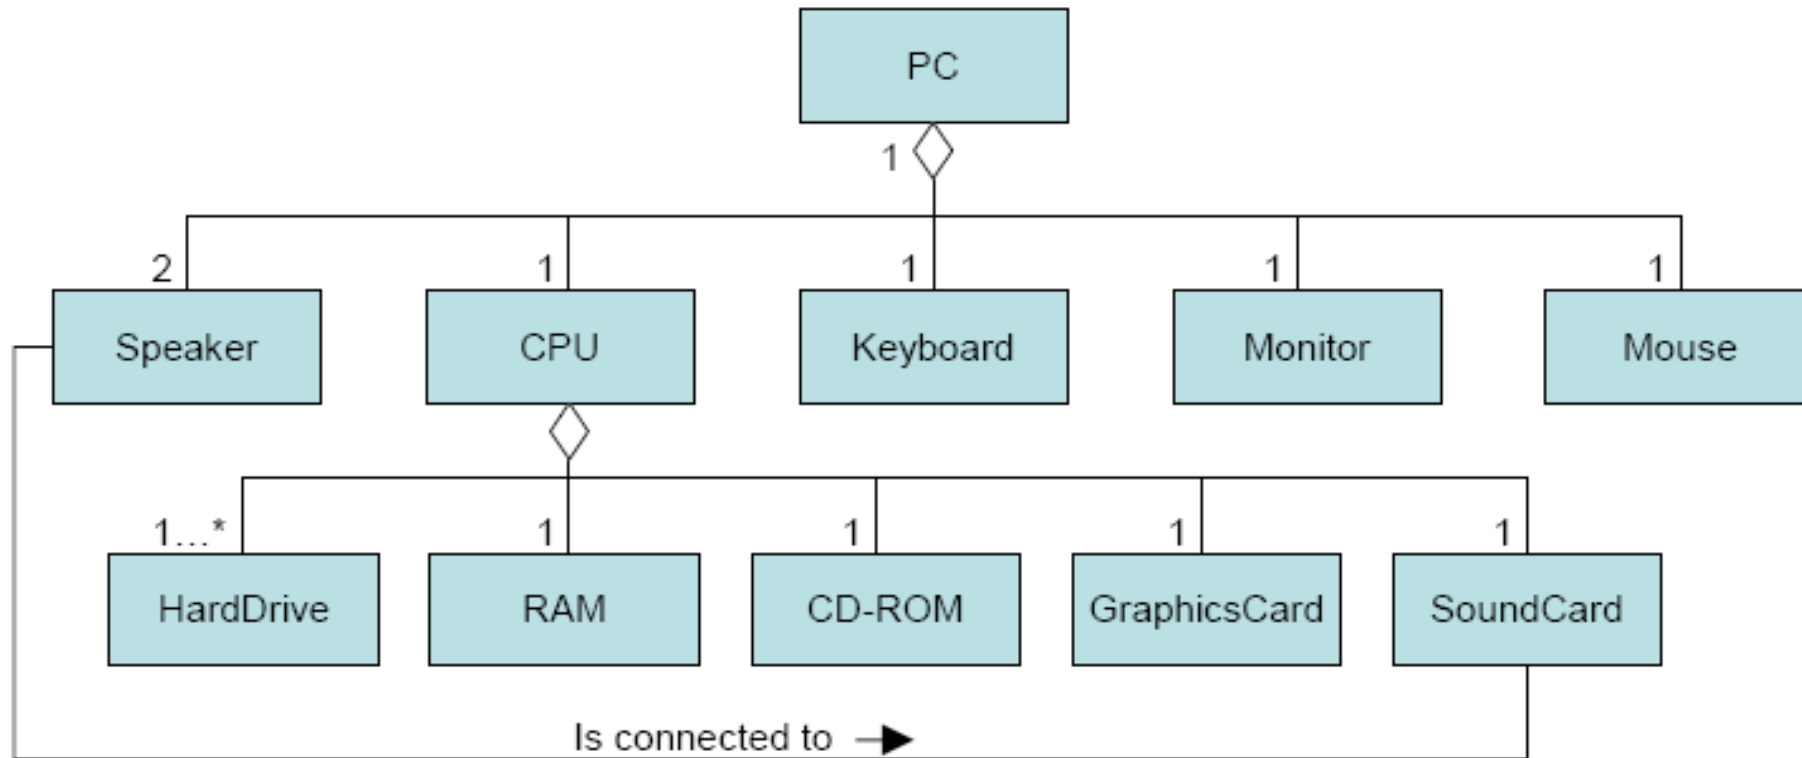 PC
1
2
1
1
1
1
Speaker
CPU
Keyboard
Monitor
Mouse
1...*
1
1
1
1
HardDrive
RAM
CD-ROM
GraphicsCard
SoundCard
Is connected to